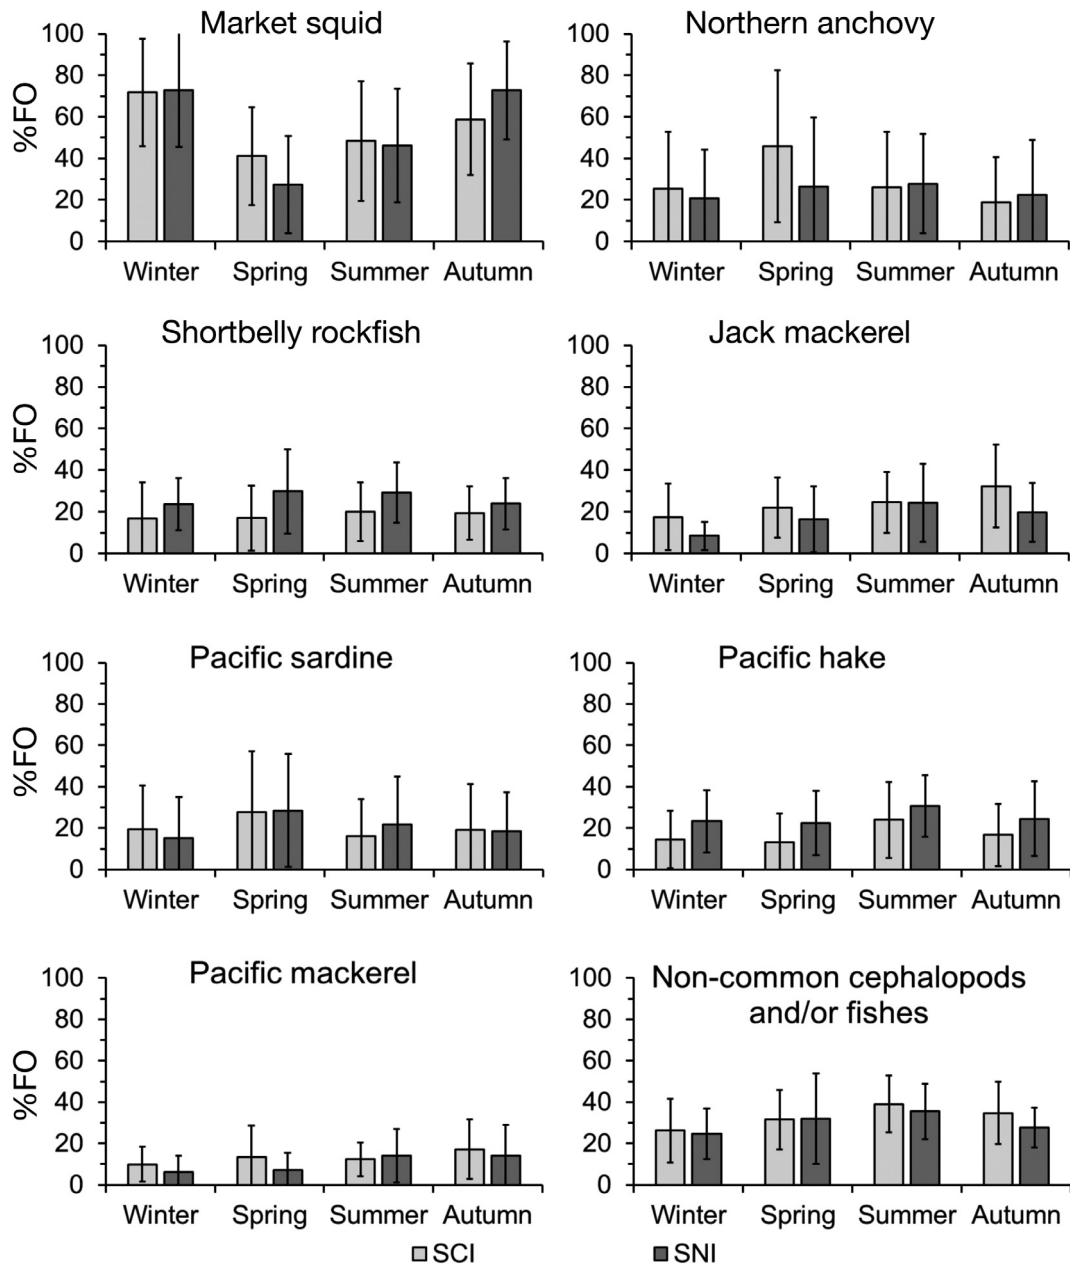 Market squid
%FO
100
80
60
40
20
0
Winter Spring Summer Autumn
Northern anchovy
100
80
60
40
20
0
Winter Spring Summer Autumn
Shortbelly rockfish
%FO
100
80
60
40
20
0
Winter Spring Summer Autumn
Jack mackerel
100
80
60
40
20
0
Winter Spring Summer Autumn
Pacific sardine
%FO
100
80
60
40
20
0
Winter Spring Summer Autumn
Pacific hake
100
80
60
40
20
0
Winter Spring Summer Autumn
Pacific mackerel
%FO
100
80
60
40
20
0
Winter Spring Summer Autumn
Non-common cephalopods
and/or fishes
100
80
60
40
20
0
Winter Spring Summer Autumn
SCI SNI